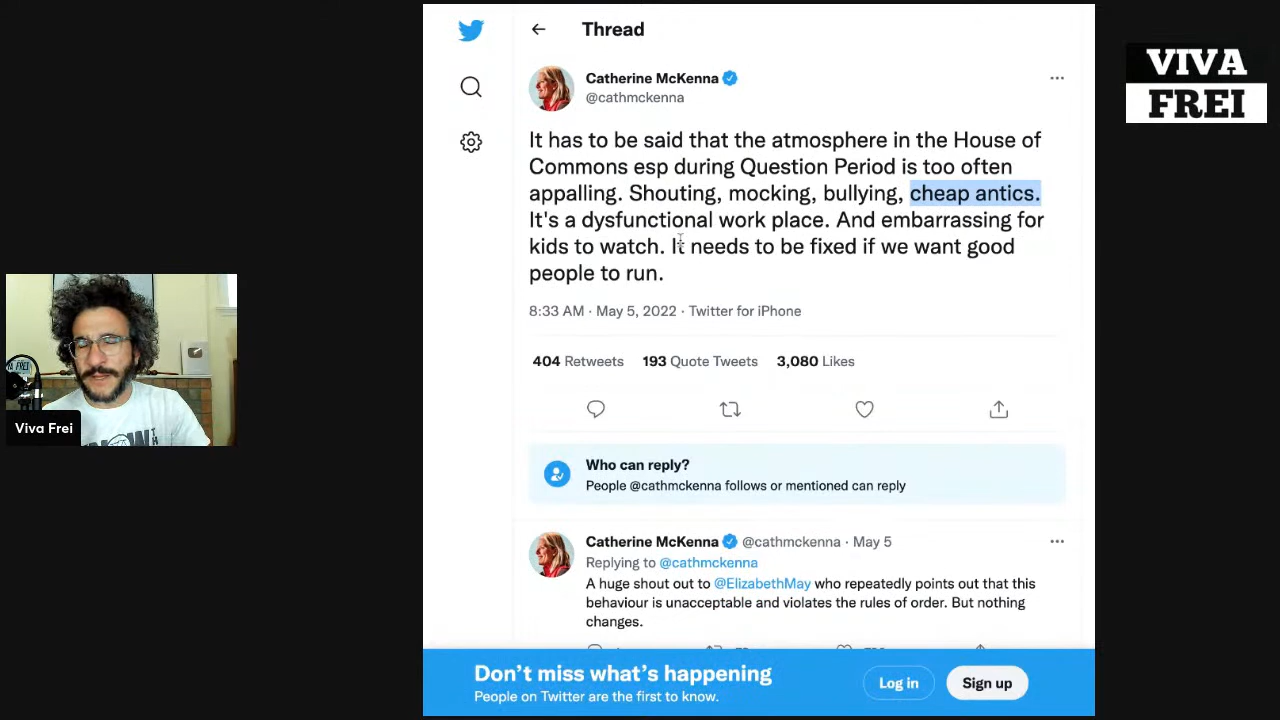 Thread
VIVA
FREI
Catherine McKenna
@cathmckenna
It has to be said that the atmosphere in the House of
Commons esp during Question Period is too often
appalling. Shouting, mocking, bullying, cheap antics.
It's a dysfunctional work place. And embarrassing for
kids to watch. It needs to be fixed if we want good
people to run.
8:33 AM · May 5, 2022 · Twitter for iPhone
404 Retweets 193 Quote Tweets 3,080 Likes
Viva Frei
Who can reply?
People @cathmckenna follows or mentioned can reply
Catherine McKenna @cathmckenna · May 5
Replying to @cathmckenna
A huge shout out to @ElizabethMay who repeatedly points out that this
behaviour is unacceptable and violates the rules of order. But nothing
changes.
Don't miss what's happening
People on Twitter are the first to know.
Log in
Sign up